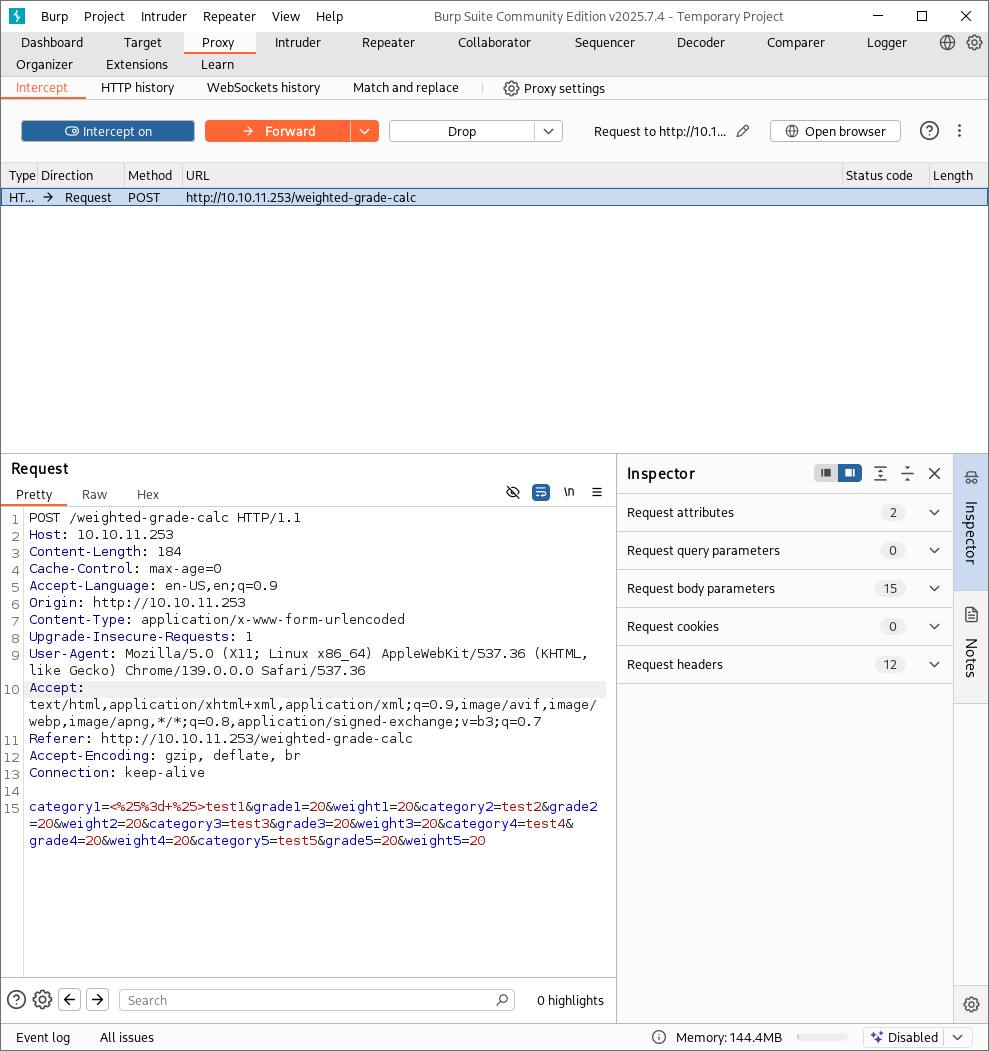 Burp Project Intruder Repeater View Help Burp Suite Community Edition v2025.7.4 - Temporary Project
Dashboard Target Proxy Intruder Repeater Collaborator Sequencer Decoder Comparer Logger
Organizer Extensions Learn
Intercept HTTP history WebSockets history Match and replace Proxy settings
Intercept on Forward Drop Request to http://10.1... Open browser
Type Direction Method URL Status code Length
HT... → Request POST http://10.10.11.253/weighted-grade-calc
Request
Pretty Raw Hex \n
1 POST /weighted-grade-calc HTTP/1.1
2 Host: 10.10.11.253
3 Content-Length: 184
4 Cache-Control: max-age=0
5 Accept-Language: en-US,en;q=0.9
6 Origin: http://10.10.11.253
7 Content-Type: application/x-www-form-urlencoded
8 Upgrade-Insecure-Requests: 1
9 User-Agent: Mozilla/5.0 (X11; Linux x86_64) AppleWebKit/537.36 (KHTML,
like Gecko) Chrome/139.0.0.0 Safari/537.36
10 Accept:
text/html,application/xhtml+xml,application/xml;q=0.9,image/avif,image/
webp,image/apng,*/*;q=0.8,application/signed-exchange;v=b3;q=0.7
11 Referer: http://10.10.11.253/weighted-grade-calc
12 Accept-Encoding: gzip, deflate, br
13 Connection: keep-alive
14
15 category1=<%25%3d+%25>test1&grade1=20&weight1=20&category2=test2&grade2
=20&weight2=20&category3=test3&grade3=20&weight3=20&category4=test4&
grade4=20&weight4=20&category5=test5&grade5=20&weight5=20
Search 0 highlights
Inspector
Request attributes 2
Request query parameters 0
Request body parameters 15
Request cookies 0
Request headers 12
Inspector
Notes
Event log All issues Memory: 144.4MB Disabled